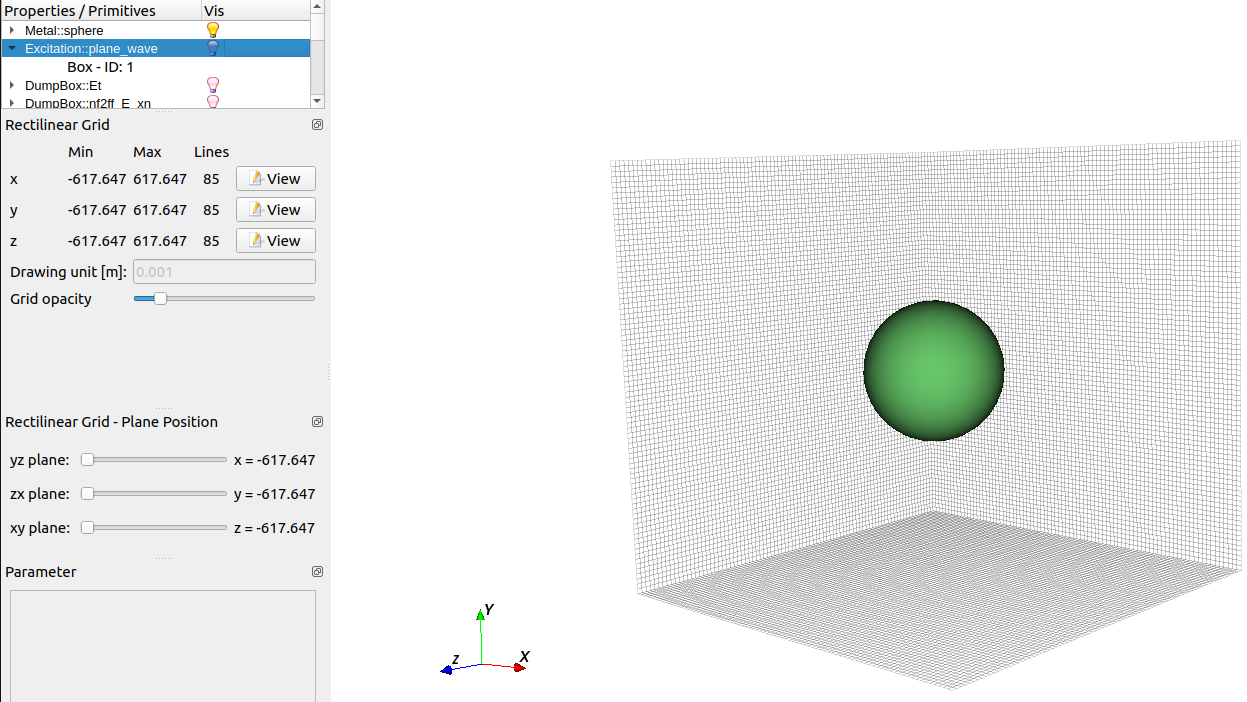 Properties / Primitives Vis
Metal::sphere
Excitation::plane_wave
Box - ID: 1
DumpBox::Et
DumpBox::nf2ff_E_xn
Rectilinear Grid
Min Max Lines
x -617.647 617.647 85 View
y -617.647 617.647 85 View
z -617.647 617.647 85 View
Drawing unit [m]: 0.001
Grid opacity
Rectilinear Grid - Plane Position
yz plane: x = -617.647
zx plane: y = -617.647
xy plane: z = -617.647
Parameter
Y
Z
X